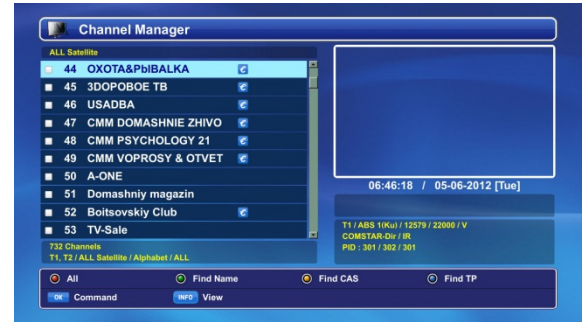 Channel Manager
ALL Satellite
44 OXOTA&PbIBALKA
45 3DOPOBOE TB
46 USADBA
47 CMM DOMASHNIE ZHIVO
48 CMM PSYCHOLOGY 21
49 CMM VOPROSY & OTVET
50 A-ONE
51 Domashniy magazin
52 Boitsovskiy Club
53 TV-Sale
732 Channels
T1, T2 / ALL Satellite / Alphabet / ALL
06:46:18 / 05-06-2012 [Tue]
T1 / ABS 1(Ku) / 12579 / 22000 / V
COMSTAR-Dir / IR
PID : 301 / 302 / 301
All Find Name Find CAS Find TP
OK Command INFO View